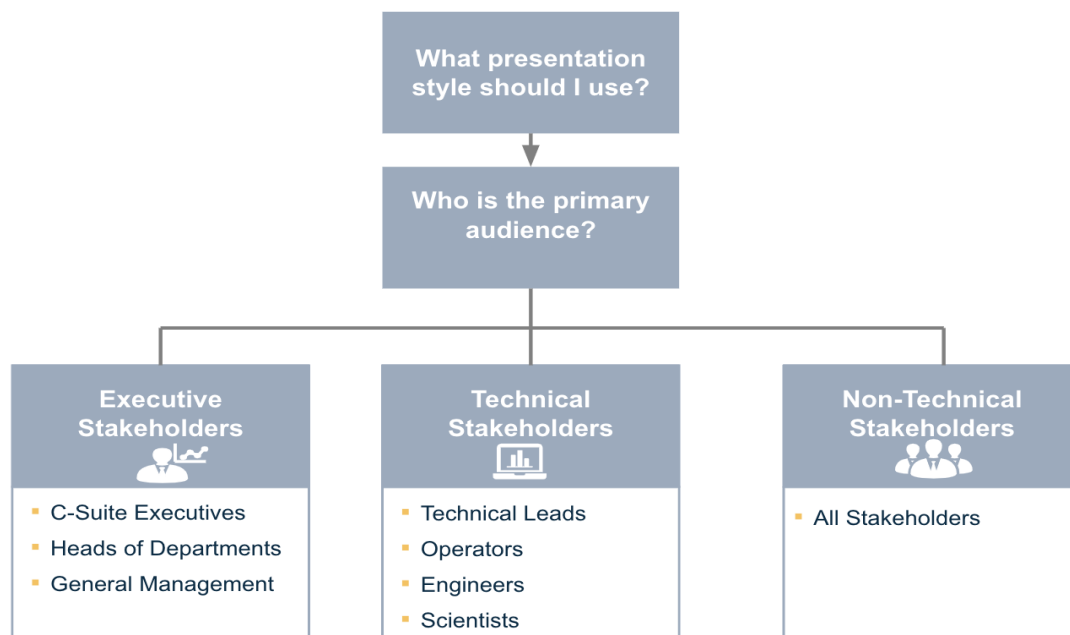 What presentation
style should I use?
Who is the primary
audience?
Executive
Stakeholders
C-Suite Executives
Heads of Departments
General Management
Technical
Stakeholders
Technical Leads
Operators
Engineers
Scientists
Non-Technical
Stakeholders
All Stakeholders